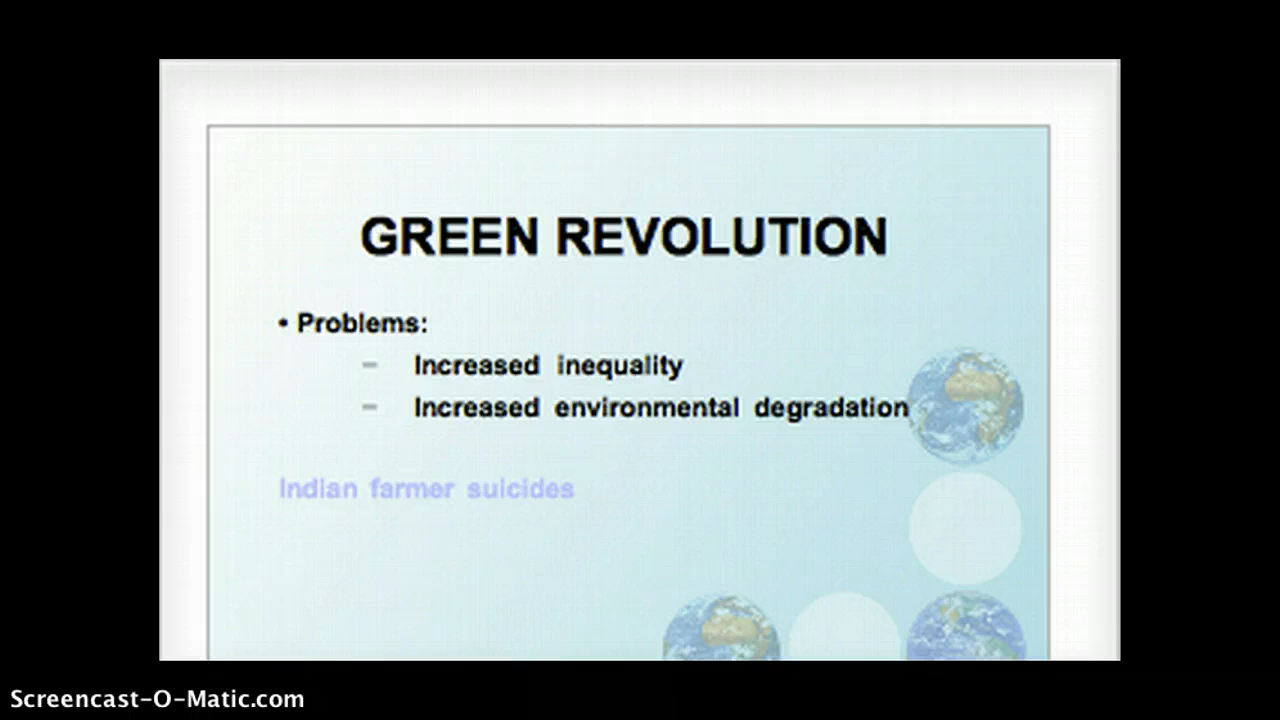 GREEN REVOLUTION
• Problems:
– Increased inequality
– Increased environmental degradation
Indian farmer suicides
Screencast-O-Matic.com